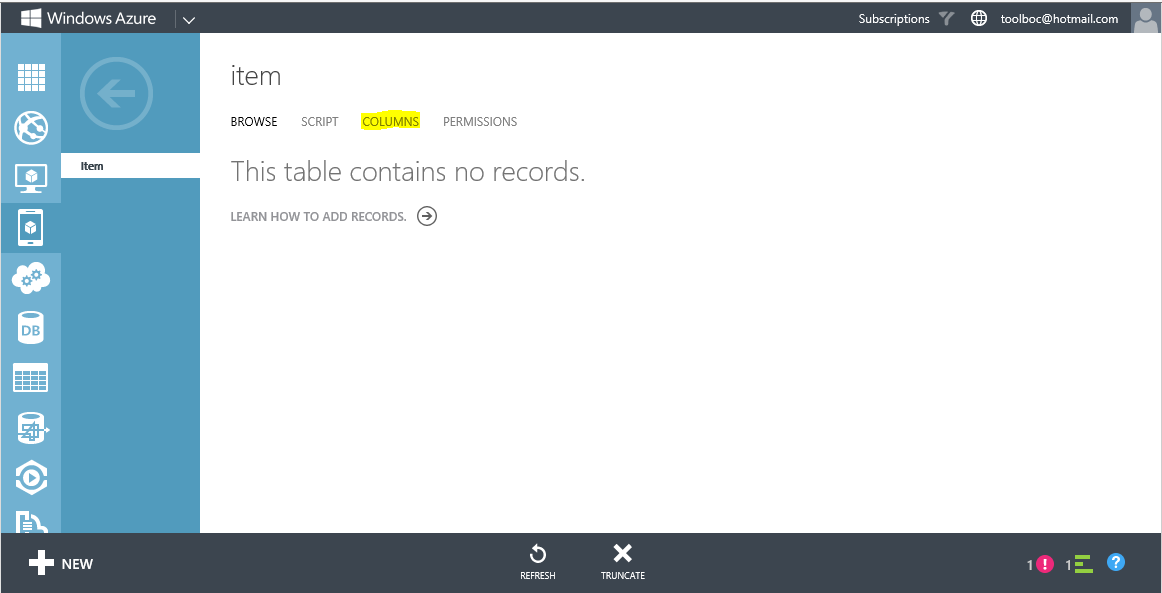 Windows Azure
Subscriptions
toolboc@hotmail.com
item
BROWSE SCRIPT COLUMNS PERMISSIONS
Item
This table contains no records.
LEARN HOW TO ADD RECORDS.
DB
NEW
REFRESH
TRUNCATE
1 !
1
?